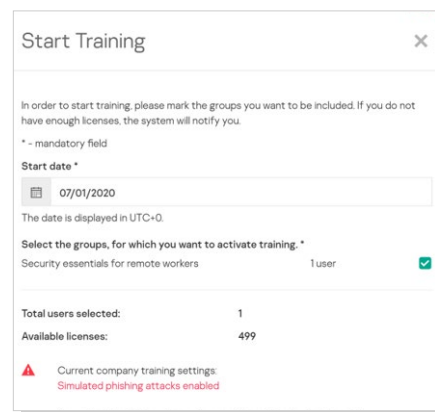 Start Training
In order to start training, please mark the groups you want to be included. If you do not
have enough licenses, the system will notify you.
* - mandatory field
Start date *
07/01/2020
The date is displayed in UTC+0.
Select the groups, for which you want to activate training. *
Security essentials for remote workers 1 user
Total users selected: 1
Available licenses: 499
Current company training settings:
Simulated phishing attacks enabled